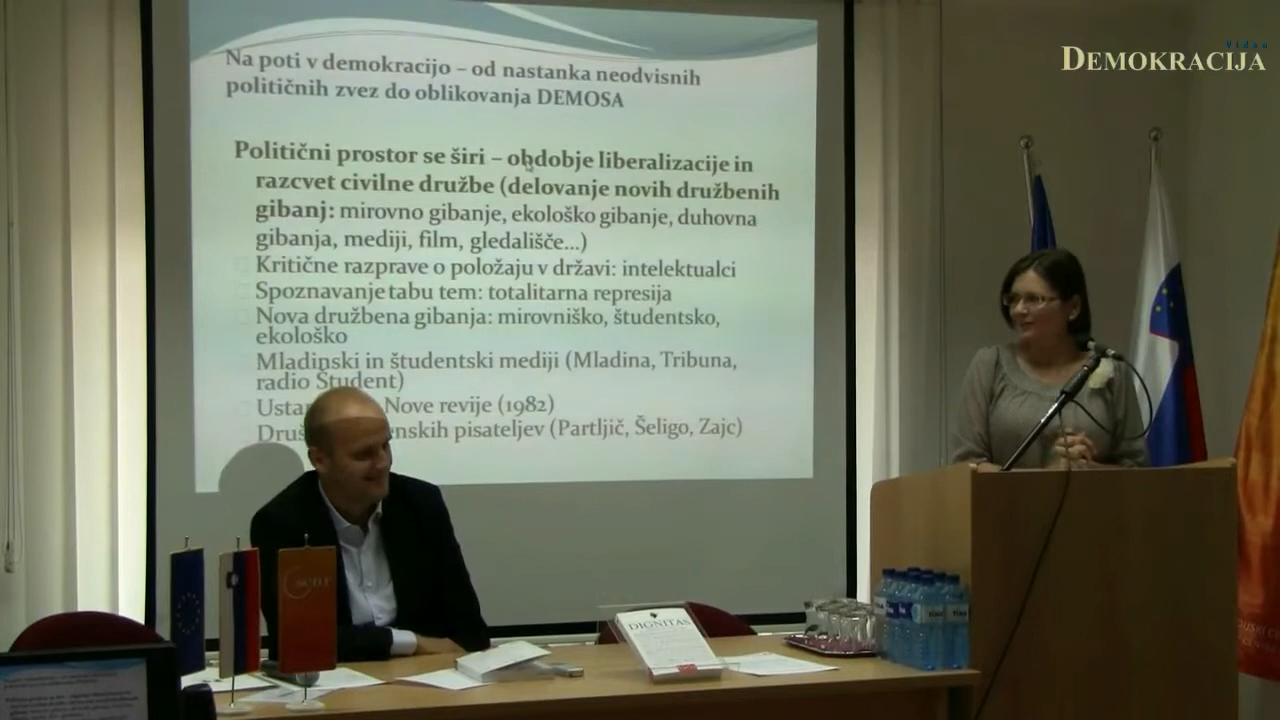 Video
DEMOKRACIJA
Na poti v demokracijo – od nastanka neodvisnih
političnih zvez do oblikovanja DEMOSA
Politični prostor se širi – obdobje liberalizacije in
razcvet civilne družbe (delovanje novih družbenih
gibanj: mirovno gibanje, ekološko gibanje, duhovna
gibanja, mediji, film, gledališče...)
Kritične razprave o položaju v državi: intelektualci
Spoznavanje tabu tem: totalitarna represija
Nova družbena gibanja: mirovniško, študentsko,
ekološko
Mladinski in študentski mediji (Mladina, Tribuna,
radio Študent)
Nove revije (1982)
pisateljev (Partljič, Šeligo, Zajc)
DIGNITAS